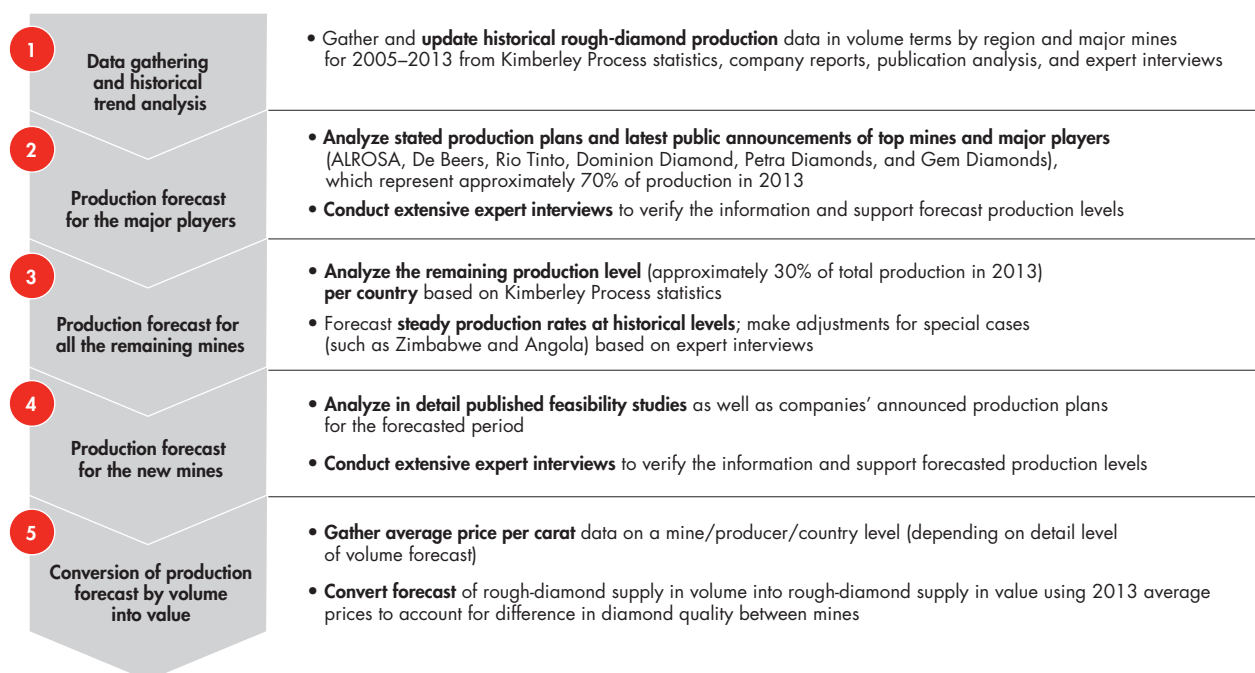 1
Data gathering
and historical
trend analysis
• Gather and update historical rough-diamond production data in volume terms by region and major mines
for 2005–2013 from Kimberley Process statistics, company reports, publication analysis, and expert interviews
2
Production forecast
for the major players
• Analyze stated production plans and latest public announcements of top mines and major players
(ALROSA, De Beers, Rio Tinto, Dominion Diamond, Petra Diamonds, and Gem Diamonds),
which represent approximately 70% of production in 2013
• Conduct extensive expert interviews to verify the information and support forecast production levels
3
Production forecast for
all the remaining mines
• Analyze the remaining production level (approximately 30% of total production in 2013)
per country based on Kimberley Process statistics
• Forecast steady production rates at historical levels; make adjustments for special cases
(such as Zimbabwe and Angola) based on expert interviews
4
Production forecast
for the new mines
• Analyze in detail published feasibility studies as well as companies’ announced production plans
for the forecasted period
• Conduct extensive expert interviews to verify the information and support forecasted production levels
5
Conversion of production
forecast by volume
into value
• Gather average price per carat data on a mine/producer/country level (depending on detail level
of volume forecast)
• Convert forecast of rough-diamond supply in volume into rough-diamond supply in value using 2013 average
prices to account for difference in diamond quality between mines